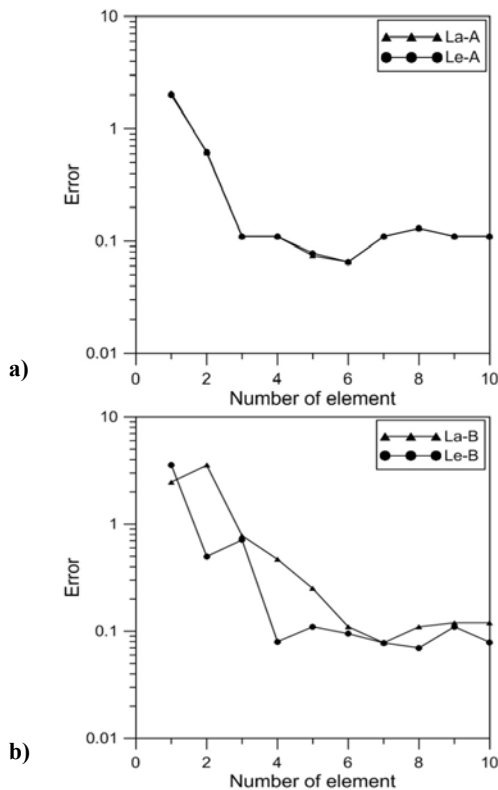 a)
La-A
Le-A
Error
10
1
0.1
0.01
0 2 4 6 8 10
Number of element
b)
La-B
Le-B
Error
10
1
0.1
0.01
0 2 4 6 8 10
Number of element